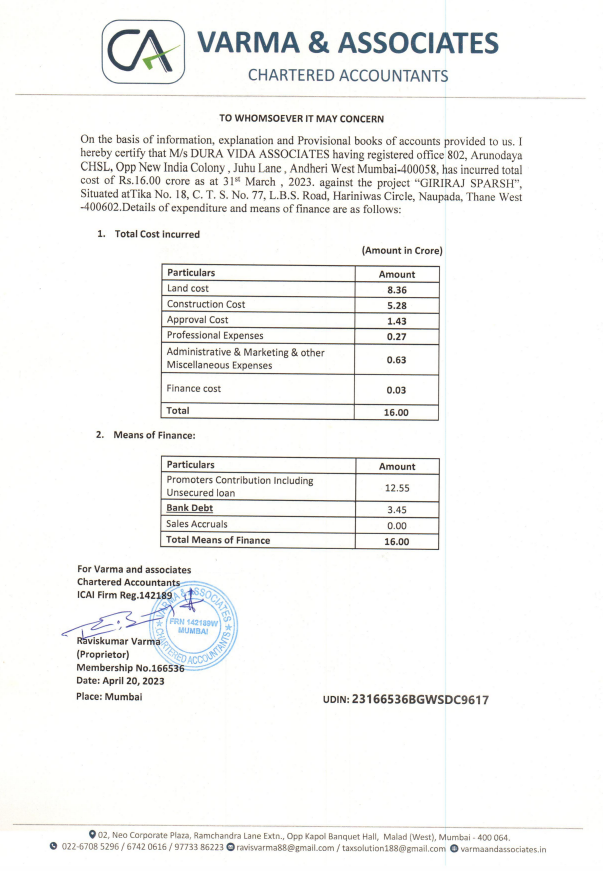 CA
VARMA & ASSOCIATES
CHARTERED ACCOUNTANTS
TO WHOMSOEVER IT MAY CONCERN
On the basis of information, explanation and Provisional books of accounts provided to us. I
hereby certify that M/s DURA VIDA ASSOCIATES having registered office 802, Arunodaya
CHSL, Opp New India Colony , Juhu Lane , Andheri West Mumbai-400058, has incurred total
cost of Rs.16.00 crore as at 31st March , 2023. against the project “GIRIRAJ SPARSH”,
Situated atTika No. 18, C. T. S. No. 77, L.B.S. Road, Hariniwas Circle, Naupada, Thane West
-400602.Details of expenditure and means of finance are as follows:
1. Total Cost incurred
(Amount in Crore)
Particulars Amount
Land cost 8.36
Construction Cost 5.28
Approval Cost 1.43
Professional Expenses 0.27
Administrative & Marketing & other
Miscellaneous Expenses 0.63
Finance cost 0.03
Total 16.00
2. Means of Finance:
Particulars Amount
Promoters Contribution Including
Unsecured loan 12.55
Bank Debt 3.45
Sales Accruals 0.00
Total Means of Finance 16.00
For Varma and associates
Chartered Accountants
ICAI Firm Reg.142189
VARMA & ASSOCIATES
FRN 142189W
MUMBAI
CHARTERED ACCOUNTANTS
Raviskumar Varma
(Proprietor)
Membership No.166536
Date: April 20, 2023
Place: Mumbai
UDIN: 23166536BGWSDC9617
02, Neo Corporate Plaza, Ramchandra Lane Extn., Opp Kapol Banquet Hall, Malad (West), Mumbai - 400 064.
022-6708 5296 / 6742 0616 / 97733 86223 ravisvarma88@gmail.com / taxsolution188@gmail.com varmaandassociates.in